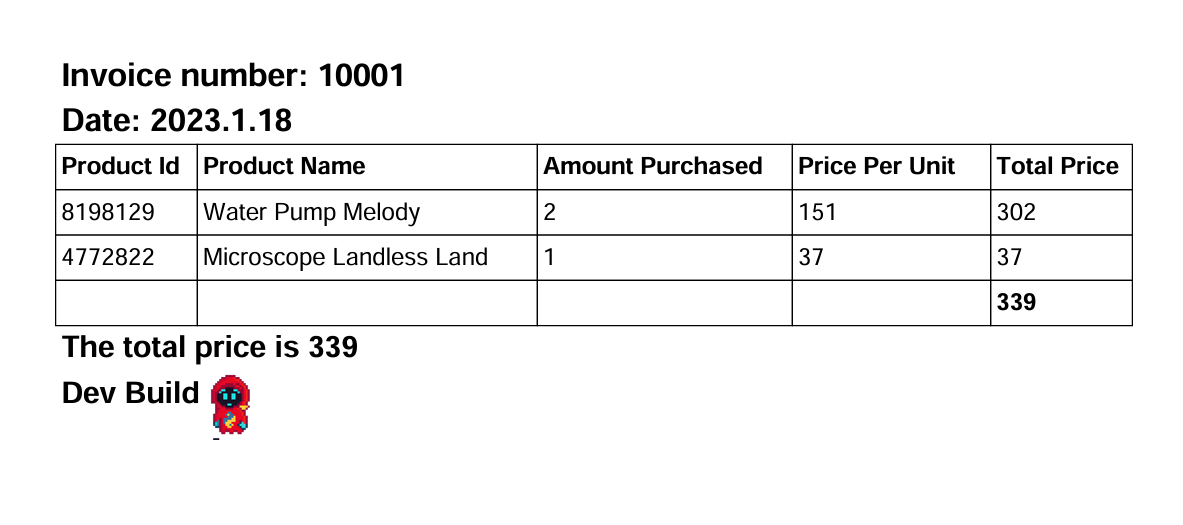 Invoice number: 10001
Date: 2023.1.18
Product Id Product Name Amount Purchased Price Per Unit Total Price
8198129 Water Pump Melody 2 151 302
4772822 Microscope Landless Land 1 37 37
339
The total price is 339
Dev Build